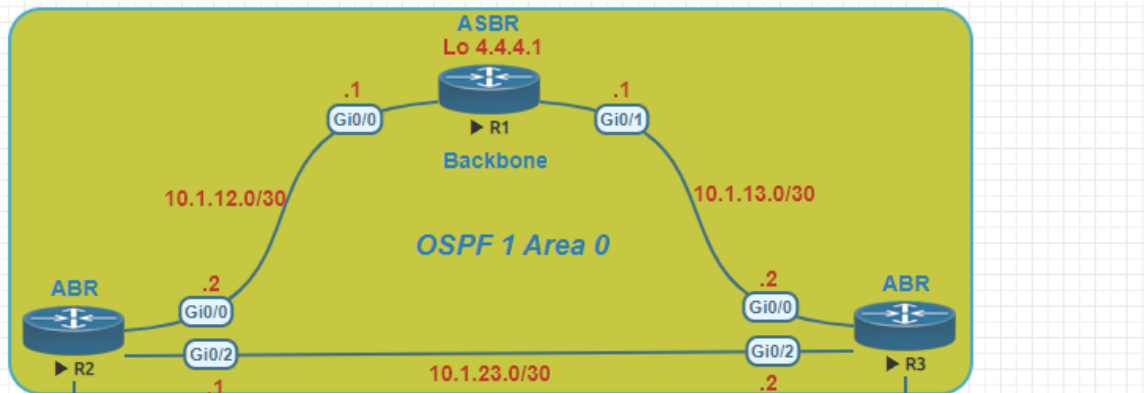 ASBR
Lo 4.4.4.1
.1
.1
Gi0/0
Gi0/1
R1
Backbone
10.1.12.0/30
10.1.13.0/30
OSPF 1 Area 0
ABR
.2
.2
ABR
Gi0/0
Gi0/0
Gi0/2
Gi0/2
R2
R3
10.1.23.0/30
.1
.2